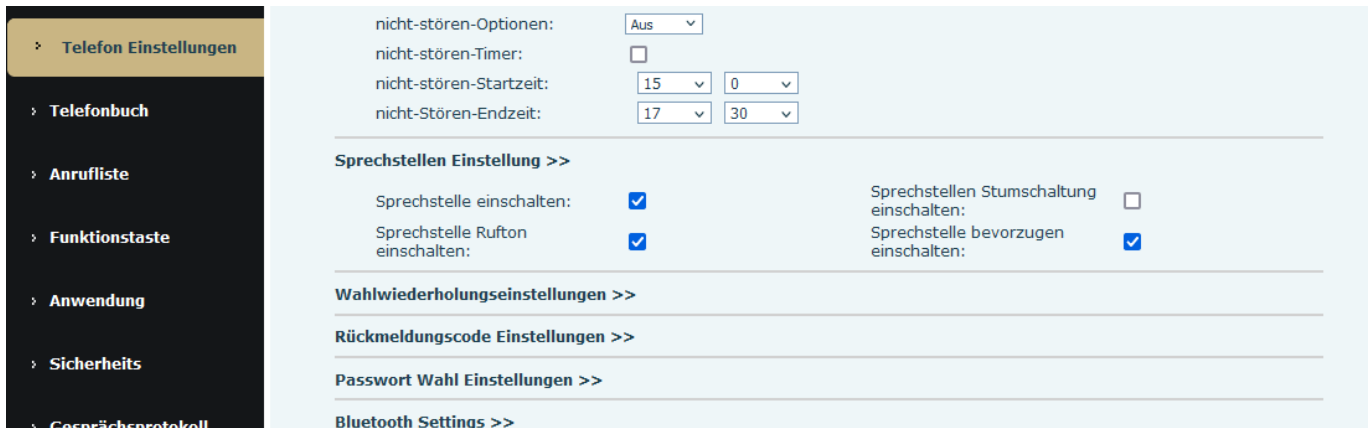 Telefon Einstellungen
Telefonbuch
Anrufliste
Funktionstaste
Anwendung
Sicherheits
Gesprächsprotokoll
nicht-stören-Optionen: Aus
nicht-stören-Timer:
nicht-stören-Startzeit: 15 0
nicht-Stören-Endzeit: 17 30
Sprechstellen Einstellung >>
Sprechstelle einschalten:
Sprechstellen Stumschaltung
einschalten:
Sprechstelle Rufton
einschalten:
Sprechstelle bevorzugen
einschalten:
Wahlwiederholungseinstellungen >>
Rückmeldungscode Einstellungen >>
Passwort Wahl Einstellungen >>
Bluetooth Settings >>